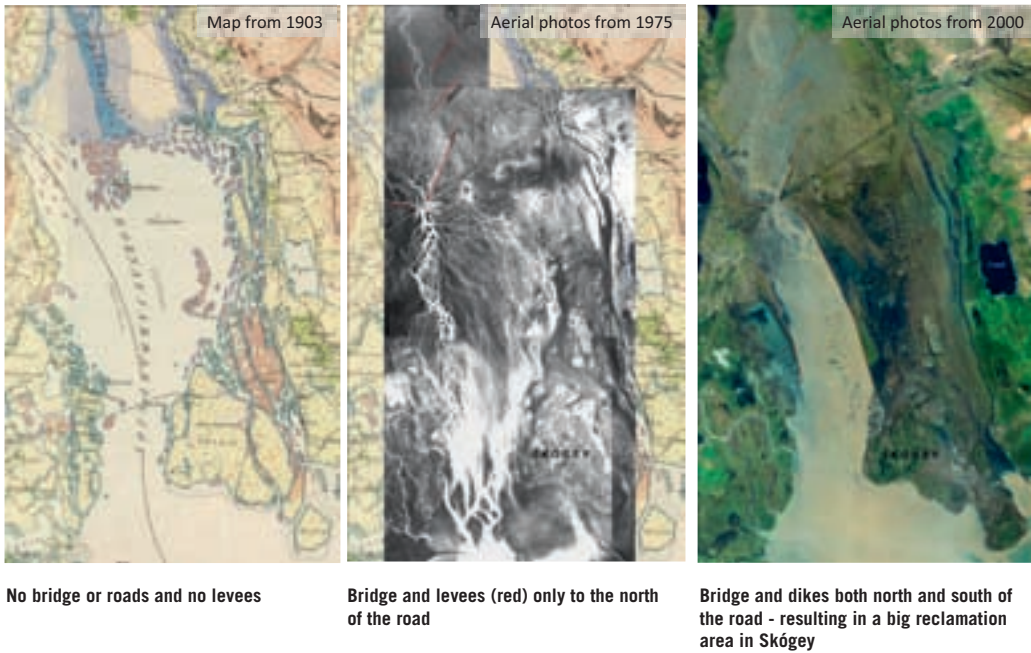 Map from 1903
Aerial photos from 1975
Aerial photos from 2000
SKÓGEY
SKÓGEY
No bridge or roads and no levees
Bridge and levees (red) only to the north
of the road
Bridge and dikes both north and south of
the road - resulting in a big reclamation
area in Skógey